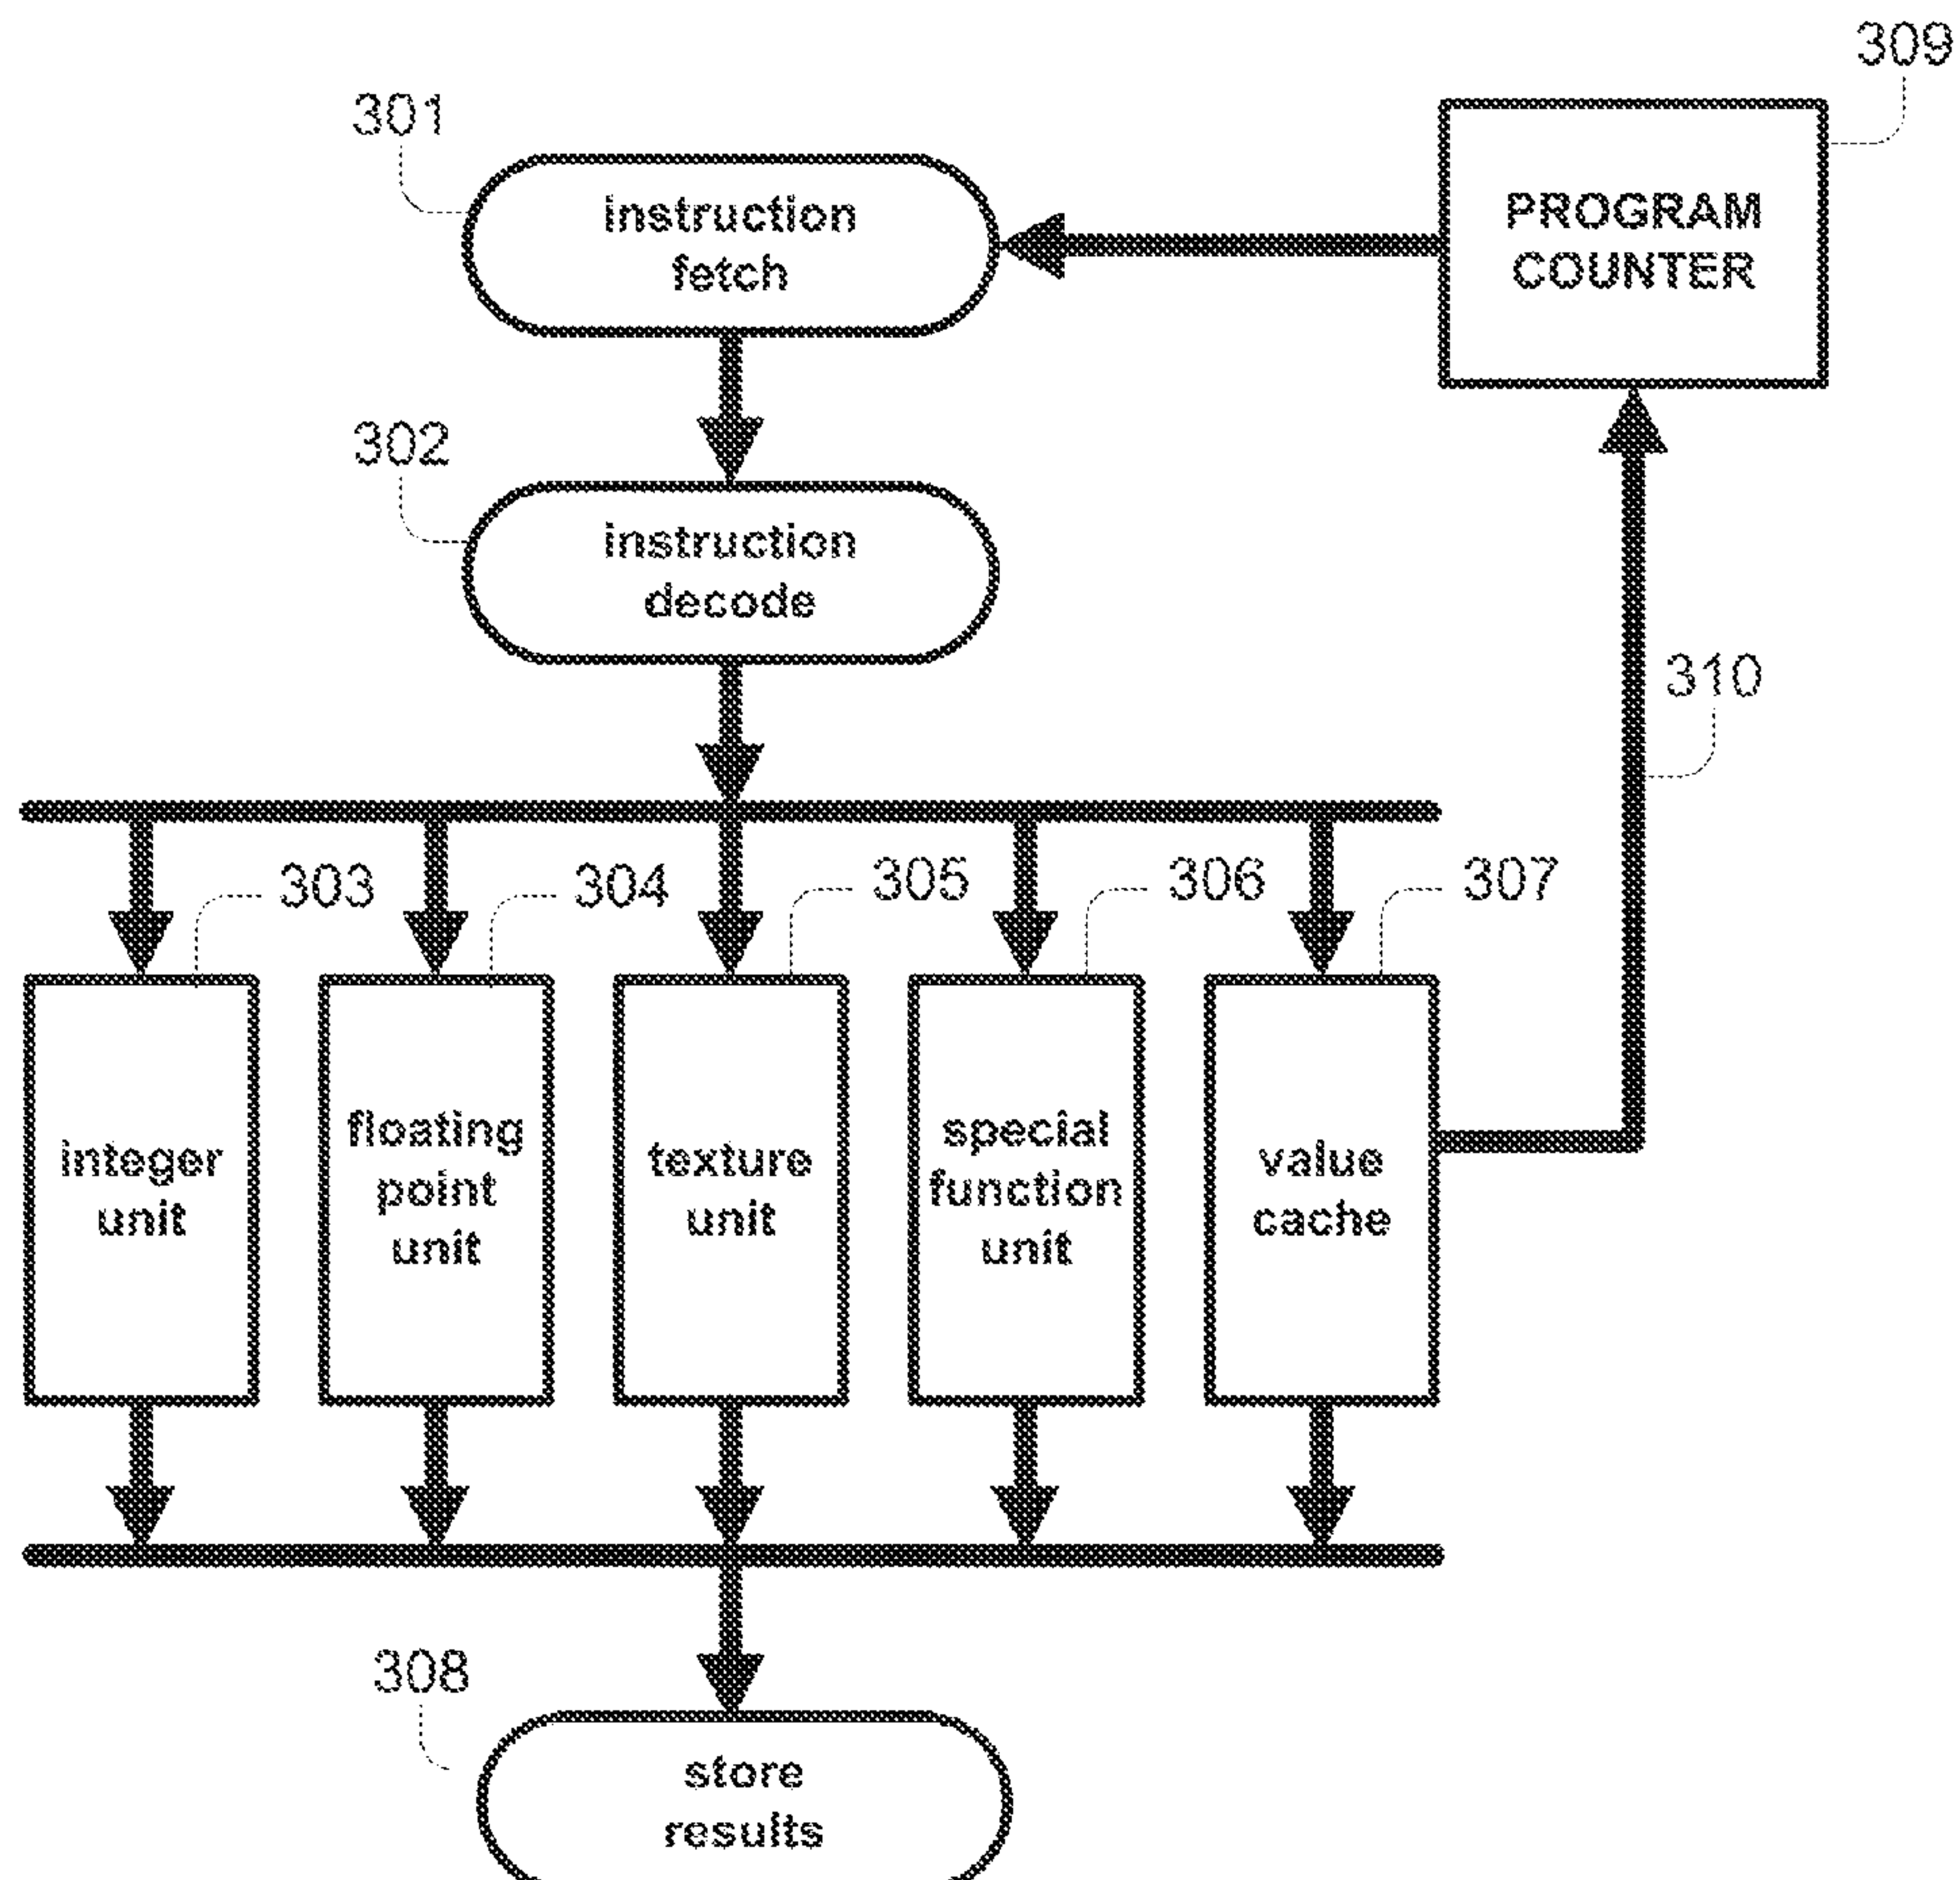 309
301
instruction
fetch
PROGRAM
COUNTER
302
instruction
decode
310
303
304
305
306
307
integer
unit
floating
point
unit
texture
unit
special
function
unit
value
cache
308
store
results